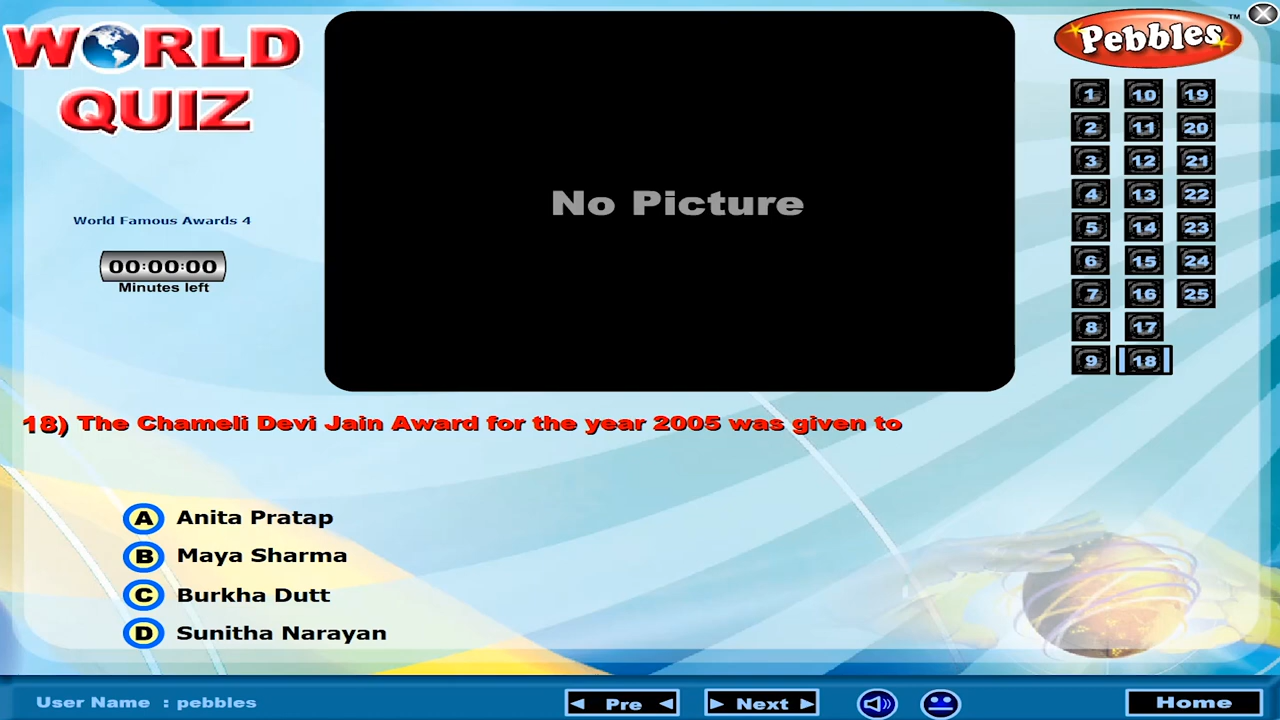 WORLD
QUIZ
World Famous Awards 4
00:00:00
Minutes left
No Picture
Pebbles™
1 10 19
2 11 20
3 12 21
4 13 22
5 14 23
6 15 24
7 16 25
8 17
9 18
18) The Chameli Devi Jain Award for the year 2005 was given to
A Anita Pratap
B Maya Sharma
C Burkha Dutt
D Sunitha Narayan
User Name : pebbles
Pre
Next
Home